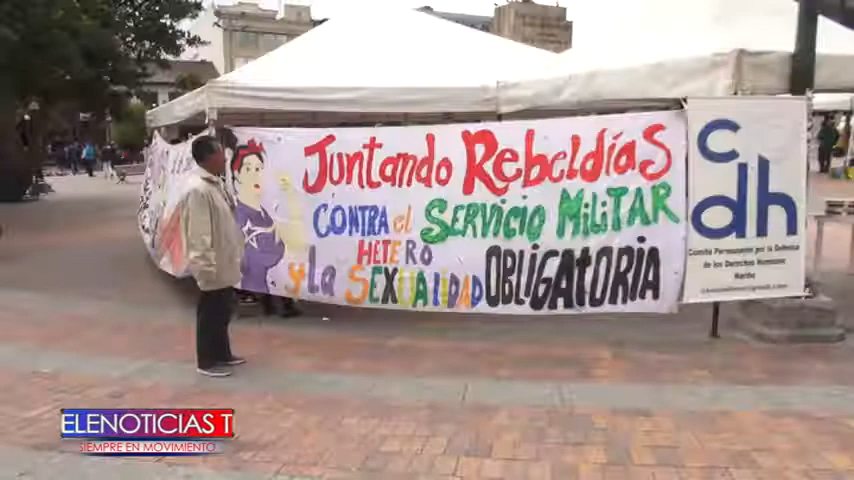 Juntando Rebeldías
CONTRA el SERVICIO MiliTAR
HETERO
y La SEXUALIDAD OBLIGATORIA
cdh
Comité Permanente por la Defensa
de los Derechos Humanos
Nariño
ELENOTICIAS T
SIEMPRE EN MOVIMIENTO